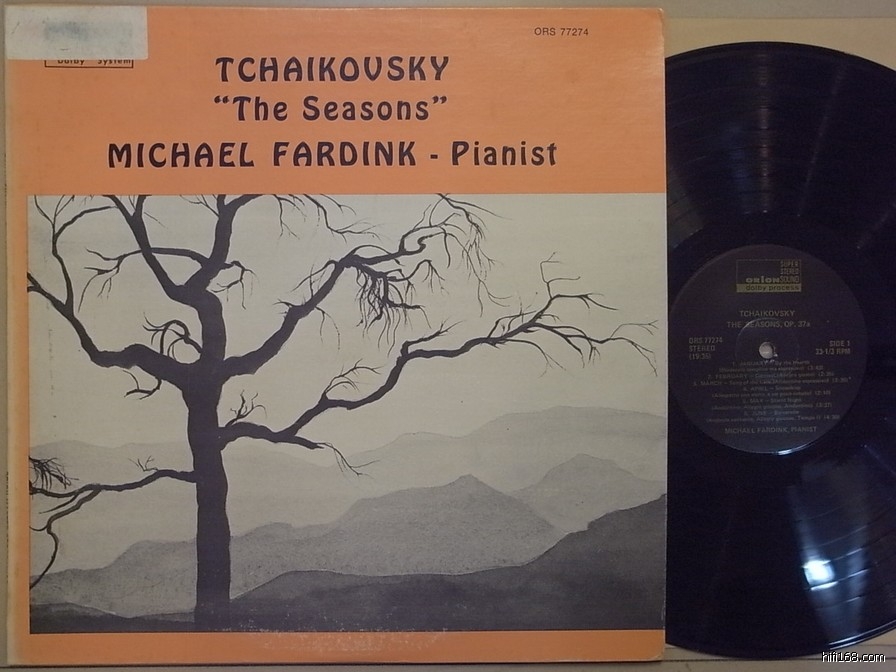 ORS 77274
Dolby System
TCHAIKOVSKY
“The Seasons”
MICHAEL FARDINK - Pianist
ORION
SUPER
STEREO
SOUND
dolby process
TCHAIKOVSKY
THE SEASONS, OP. 37a
ORS 77274
STEREO
SIDE 1
33-1/3 RPM
MICHAEL FARDINK, PIANIST
hifi168.com